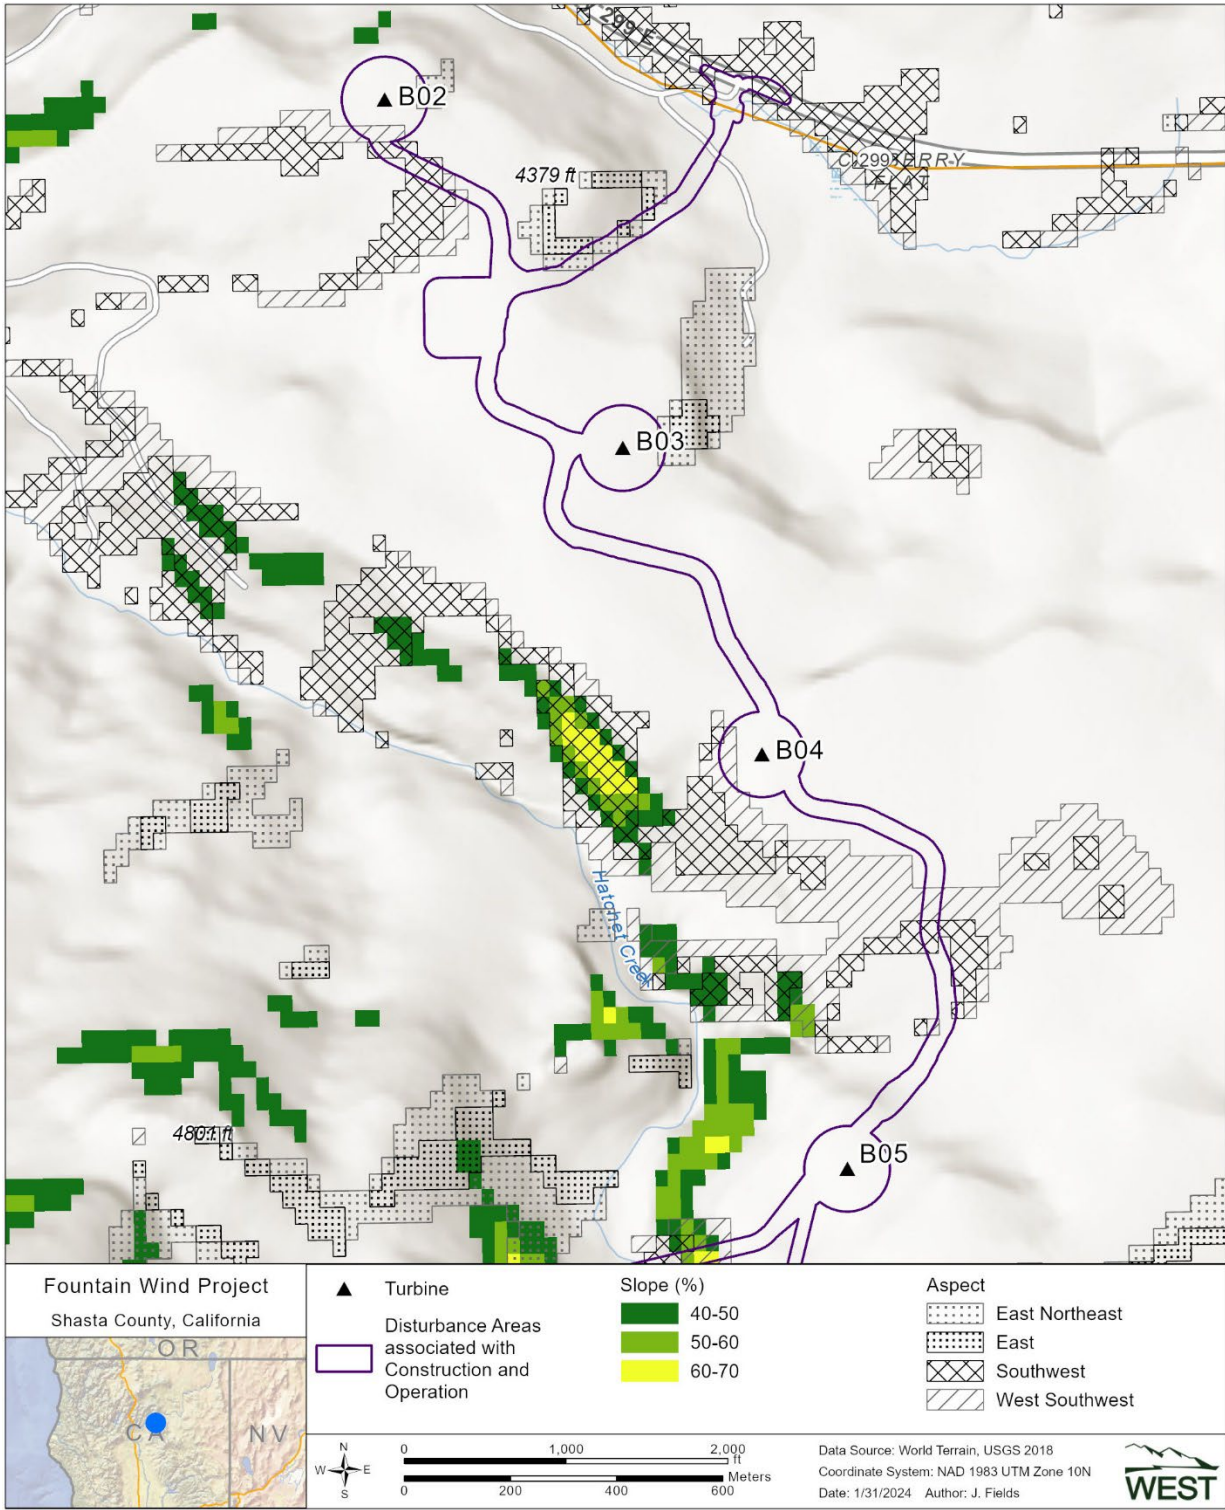 299 E
B02
4379 ft
C 299
BERRY
FLAT
B03
B04
Hatchet Creek
4801 ft
B05
Fountain Wind Project
Shasta County, California
OR
CA
NV
Turbine
Disturbance Areas
associated with
Construction and
Operation
Slope (%)
40-50
50-60
60-70
Aspect
East Northeast
East
Southwest
West Southwest
N
W E
S
0 1,000 2,000
ft
Meters
0 200 400 600
Data Source: World Terrain, USGS 2018
Coordinate System: NAD 1983 UTM Zone 10N
Date: 1/31/2024 Author: J. Fields
WEST